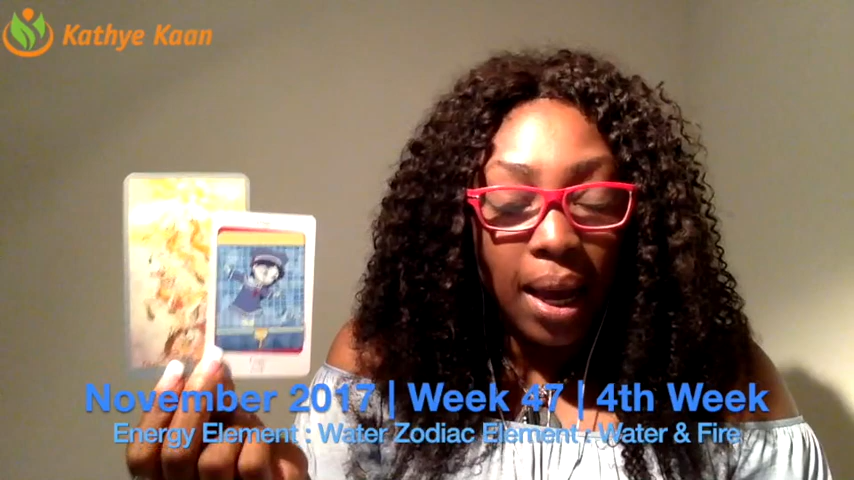 Kathye Kaan
November 2017 | Week 47 | 4th Week
Energy Element : Water Zodiac Element : Water & Fire